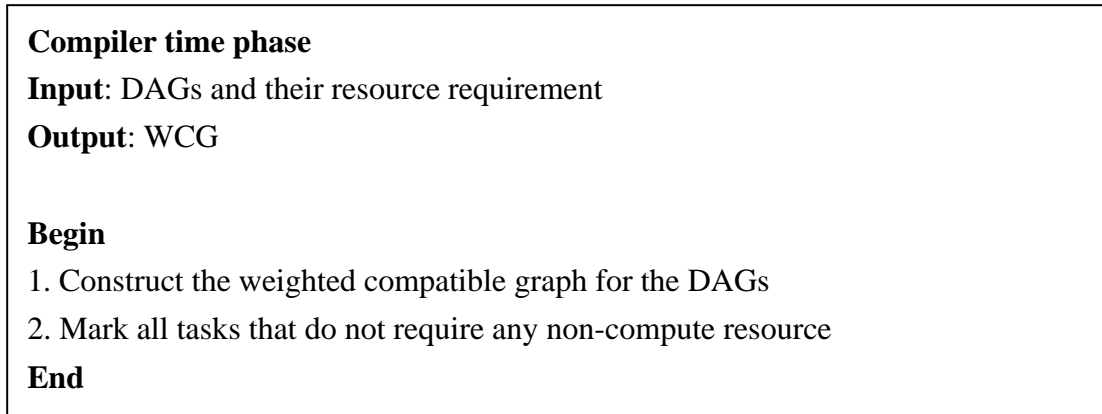 Compiler time phase
Input: DAGs and their resource requirement
Output: WCG
Begin
1. Construct the weighted compatible graph for the DAGs
2. Mark all tasks that do not require any non-compute resource
End